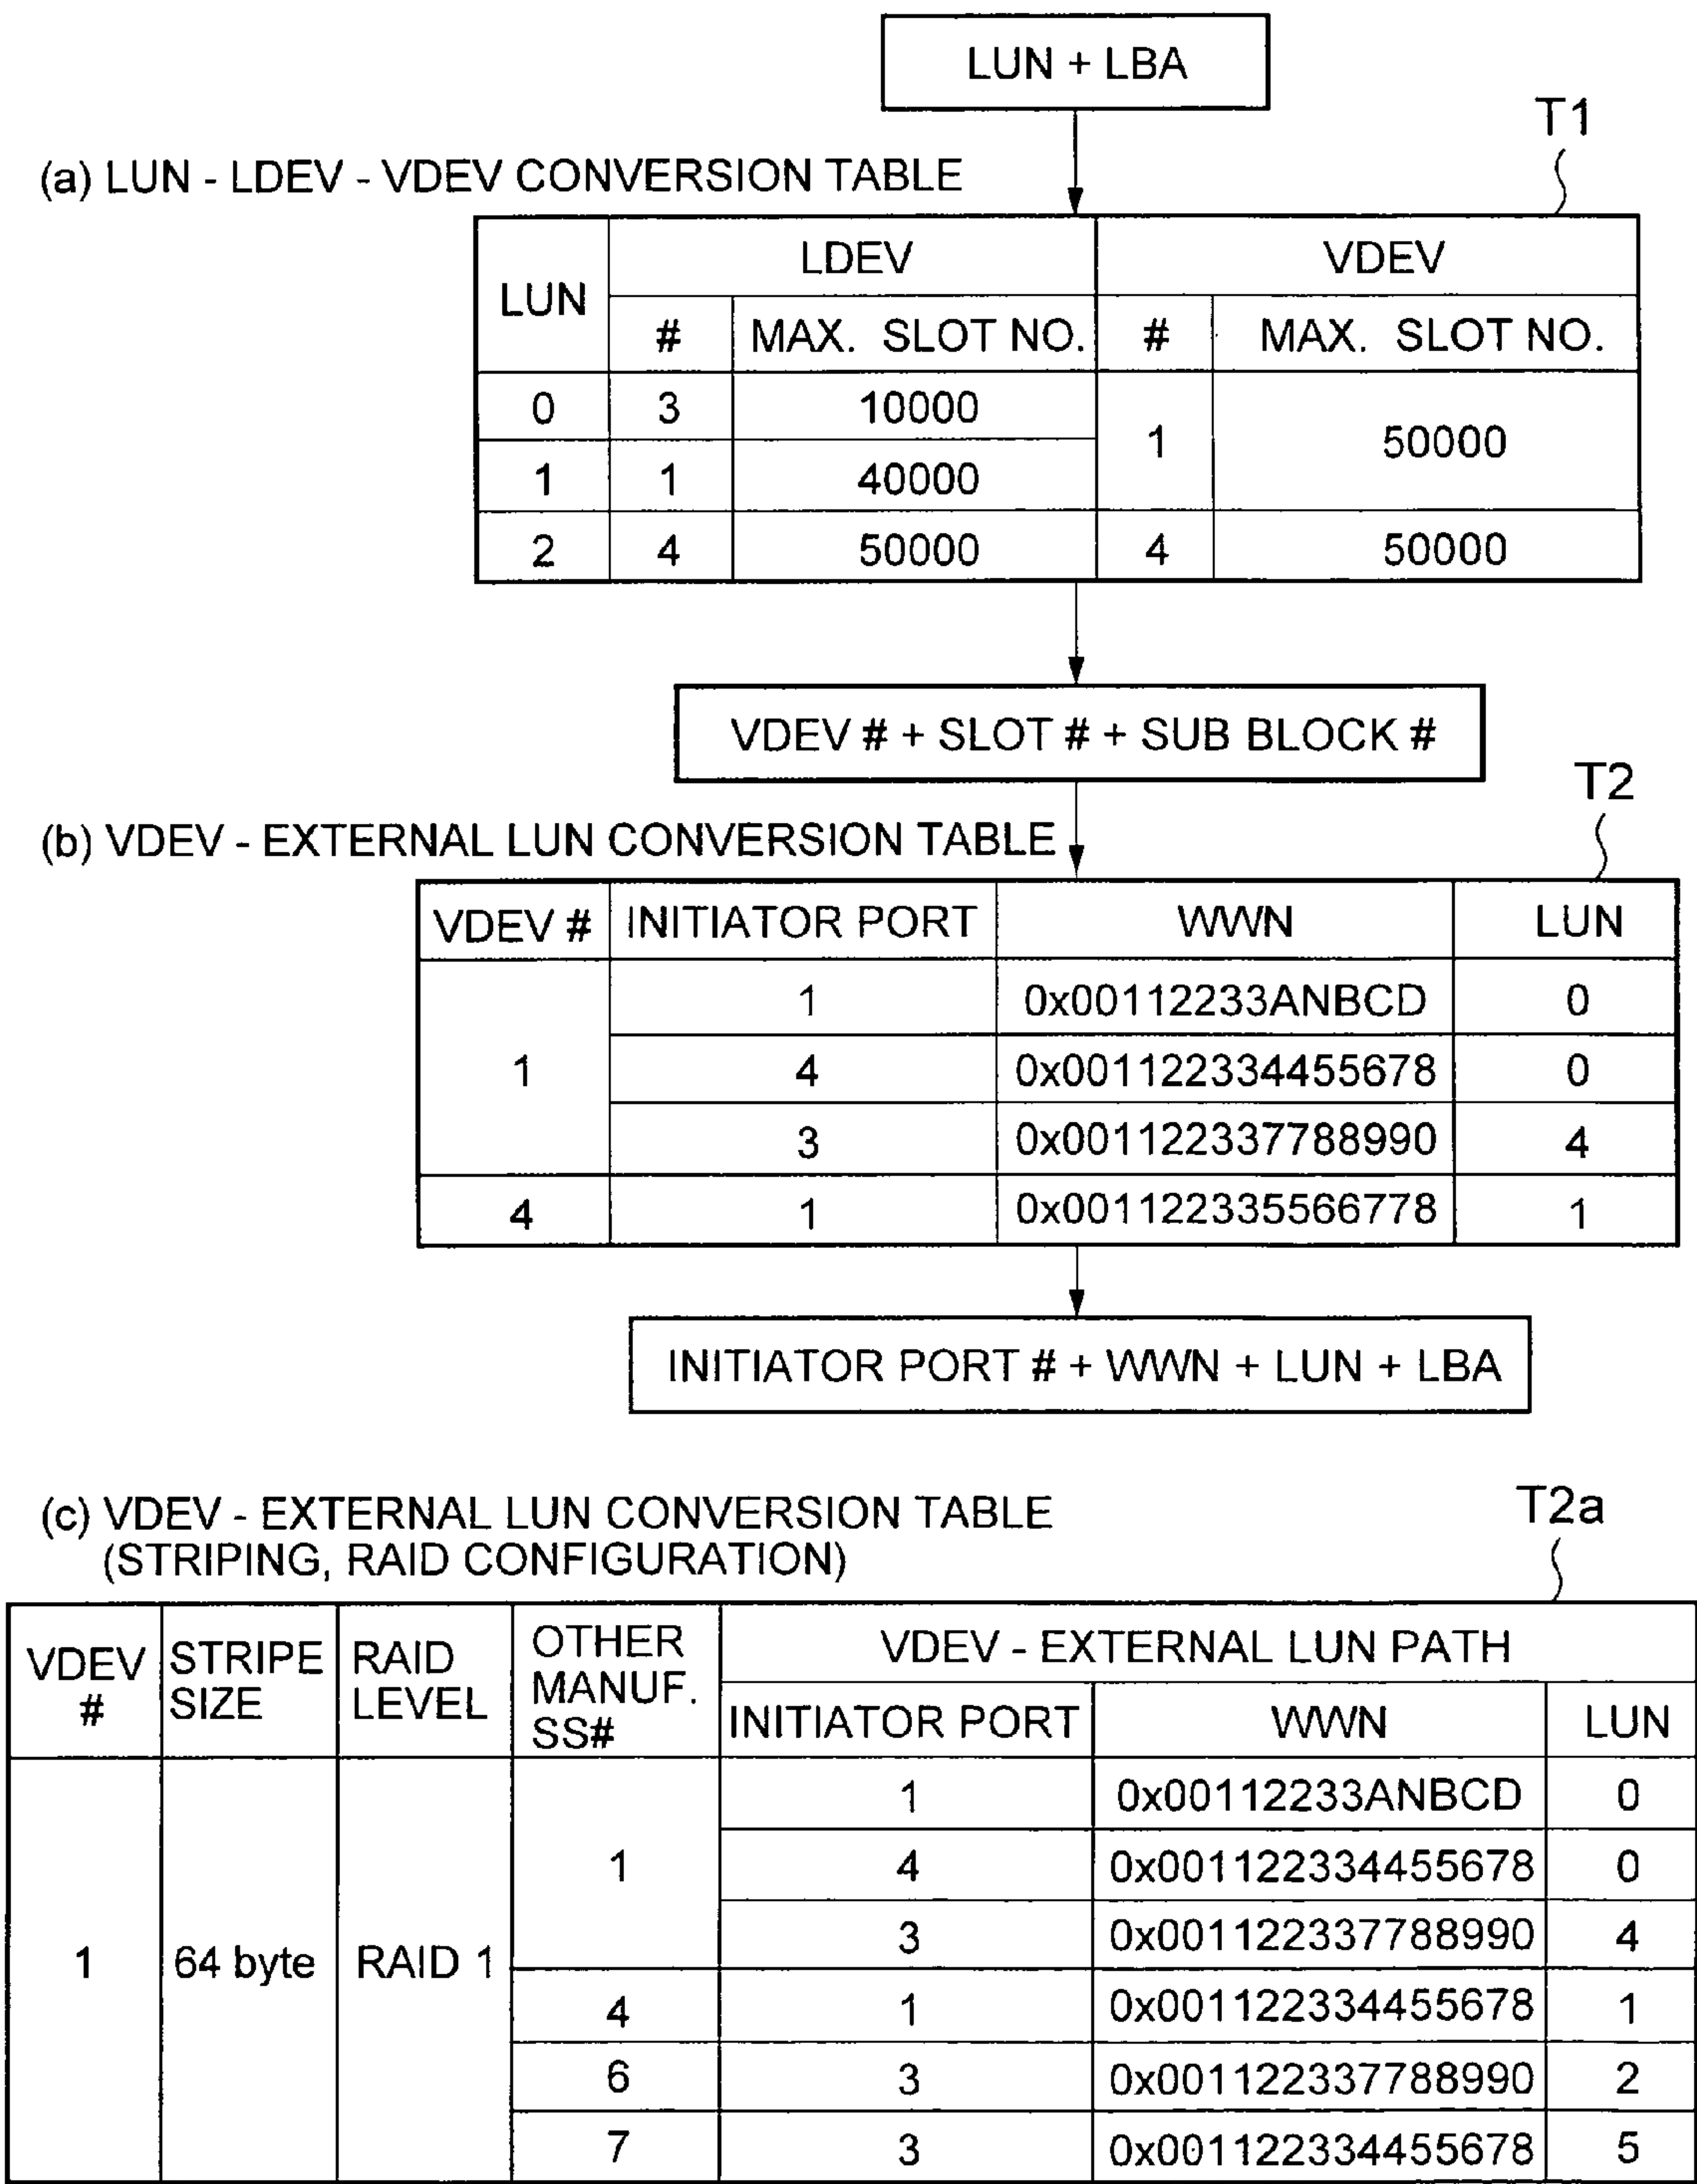 LUN + LBA
T1
(a) LUN - LDEV - VDEV CONVERSION TABLE
LUN LDEV VDEV
# MAX. SLOT NO. # MAX. SLOT NO.
0 3 10000 1 50000
1 1 40000
2 4 50000 4 50000
VDEV # + SLOT # + SUB BLOCK #
T2
(b) VDEV - EXTERNAL LUN CONVERSION TABLE
VDEV # INITIATOR PORT WWN LUN
1 1 0x00112233ANBCD 0
4 0x001122334455678 0
3 0x001122337788990 4
4 1 0x001122335566778 1
INITIATOR PORT # + WWN + LUN + LBA
T2a
(c) VDEV - EXTERNAL LUN CONVERSION TABLE
(STRIPING, RAID CONFIGURATION)
VDEV # STRIPE SIZE RAID LEVEL OTHER MANUF. SS# VDEV - EXTERNAL LUN PATH
INITIATOR PORT WWN LUN
1 64 byte RAID 1 1 1 0x00112233ANBCD 0
4 0x001122334455678 0
3 0x001122337788990 4
4 1 0x001122334455678 1
6 3 0x001122337788990 2
7 3 0x001122334455678 5